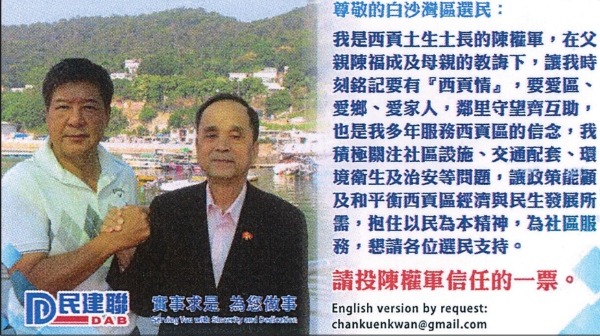 尊敬的白沙灣區選民：
我是西貢土生土長的陳權軍，在父
親陳福成及母親的教誨下，讓我時
刻銘記要有『西貢情』，要愛區、
愛鄉、愛家人，鄰里守望齊互助，
也是我多年服務西貢區的信念，我
積極關注社區設施、交通配套、環
境衛生及治安等問題，讓政策能顧
及和平衡西貢區經濟與民生發展所
需，抱住以民為本精神，為社區服
務，懇請各位選民支持。
請投陳權軍信任的一票。
English version by request:
chankuenkwan@gmail.com
民建聯
DAB
實事求是 為您做事
Serving You with Sincerity and Dedication